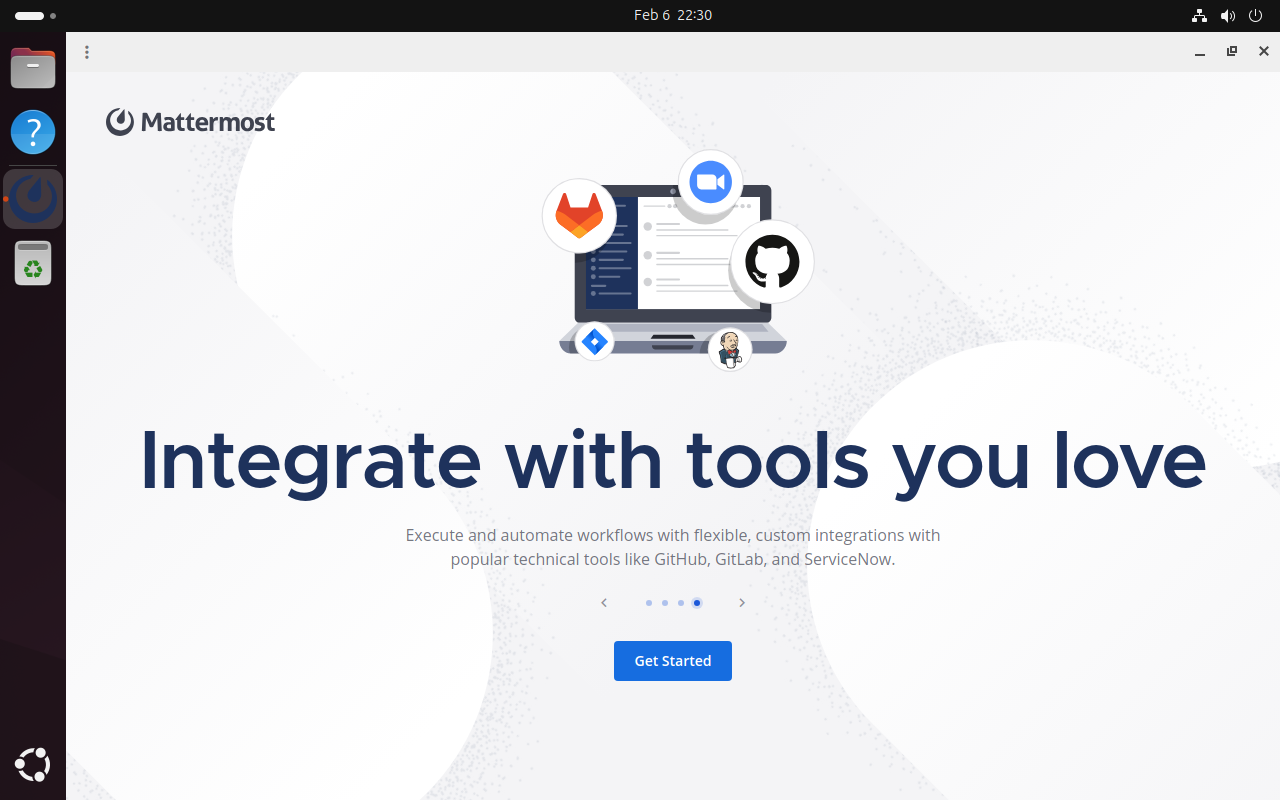 Feb 6 22:30
Mattermost
Integrate with tools you love
Execute and automate workflows with flexible, custom integrations with
popular technical tools like GitHub, GitLab, and ServiceNow.
Get Started